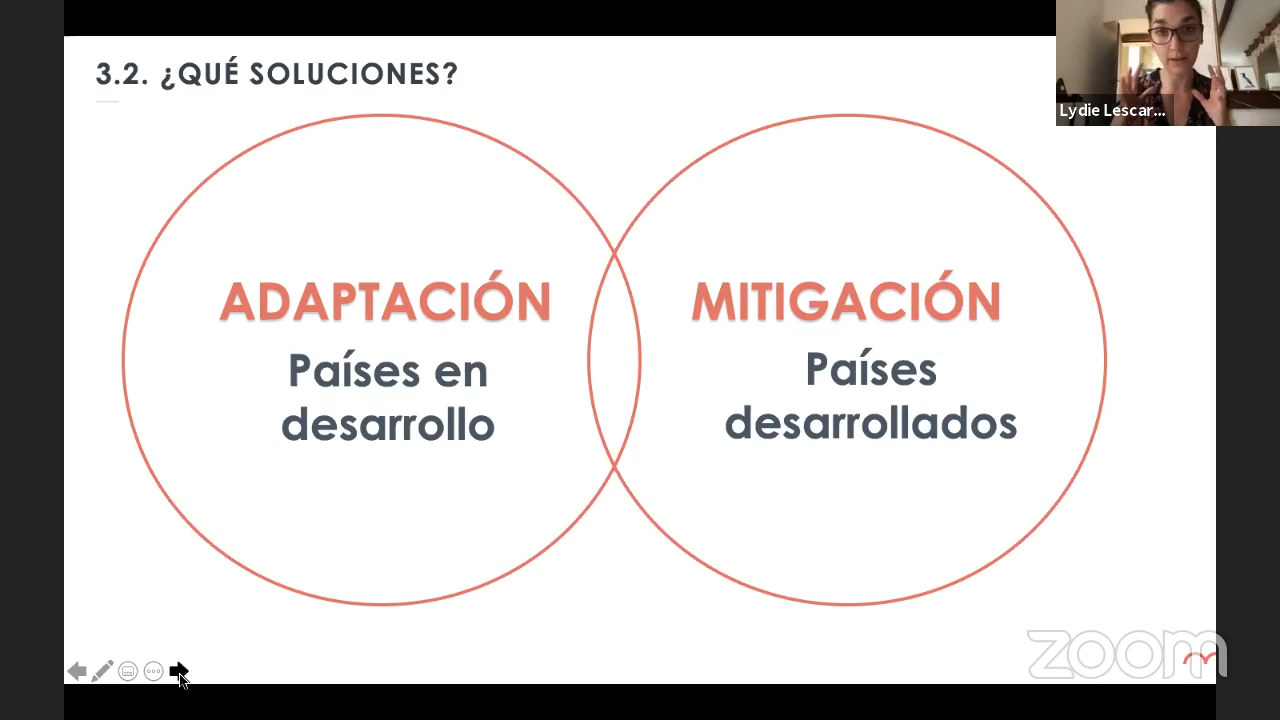 3.2. ¿QUÉ SOLUCIONES?
Lydie Lescar...
ADAPTACIÓN
Países en
desarrollo
MITIGACIÓN
Países
desarrollados
zoom